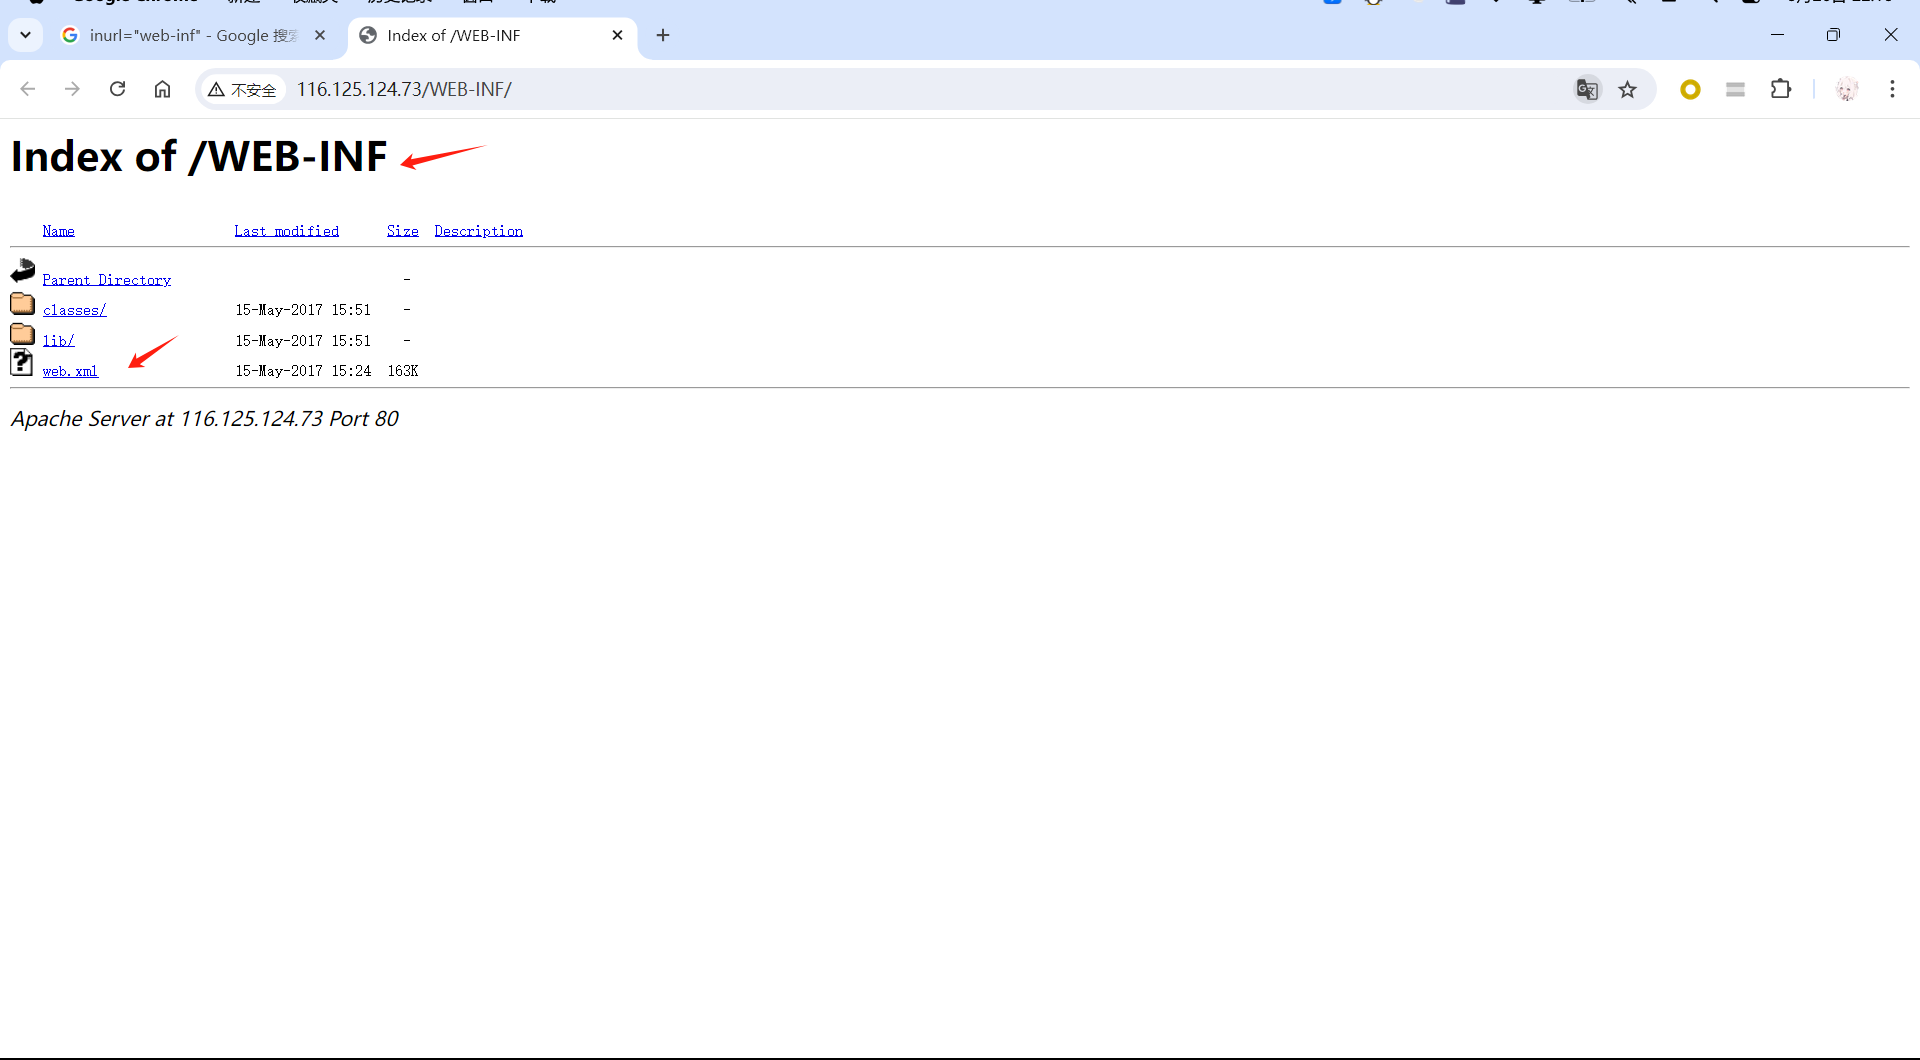 inurl="web-inf" - Google 搜索
Index of /WEB-INF
不安全
116.125.124.73/WEB-INF/
Index of /WEB-INF
Name Last modified Size Description
Parent Directory -
classes/ 15-May-2017 15:51 -
lib/ 15-May-2017 15:51 -
web.xml 15-May-2017 15:24 163K
Apache Server at 116.125.124.73 Port 80